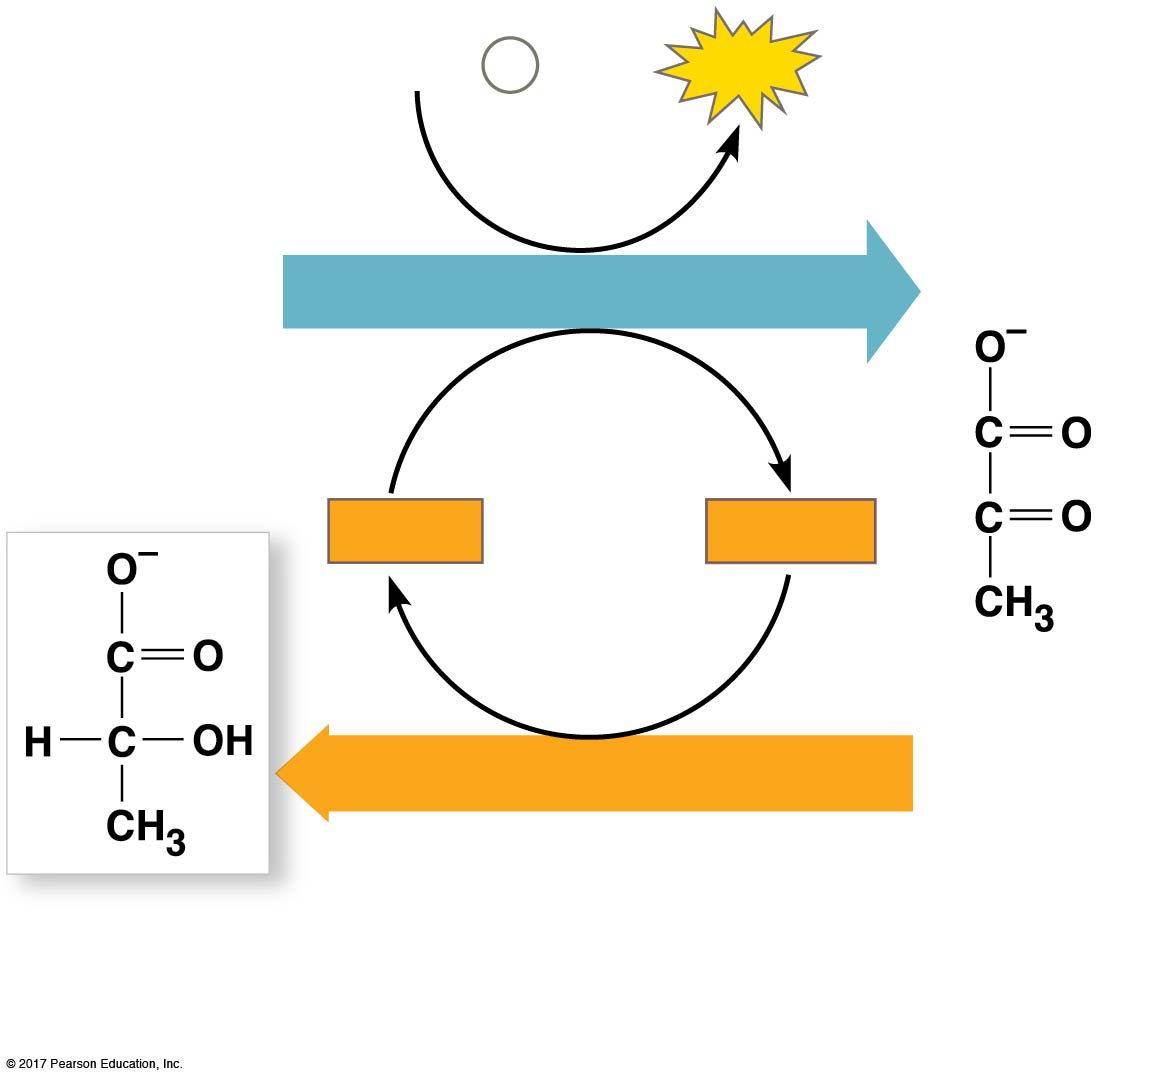 O⁻
C=O
C=O
CH₃
O⁻
C=O
H—C—OH
CH₃
© 2017 Pearson Education, Inc.